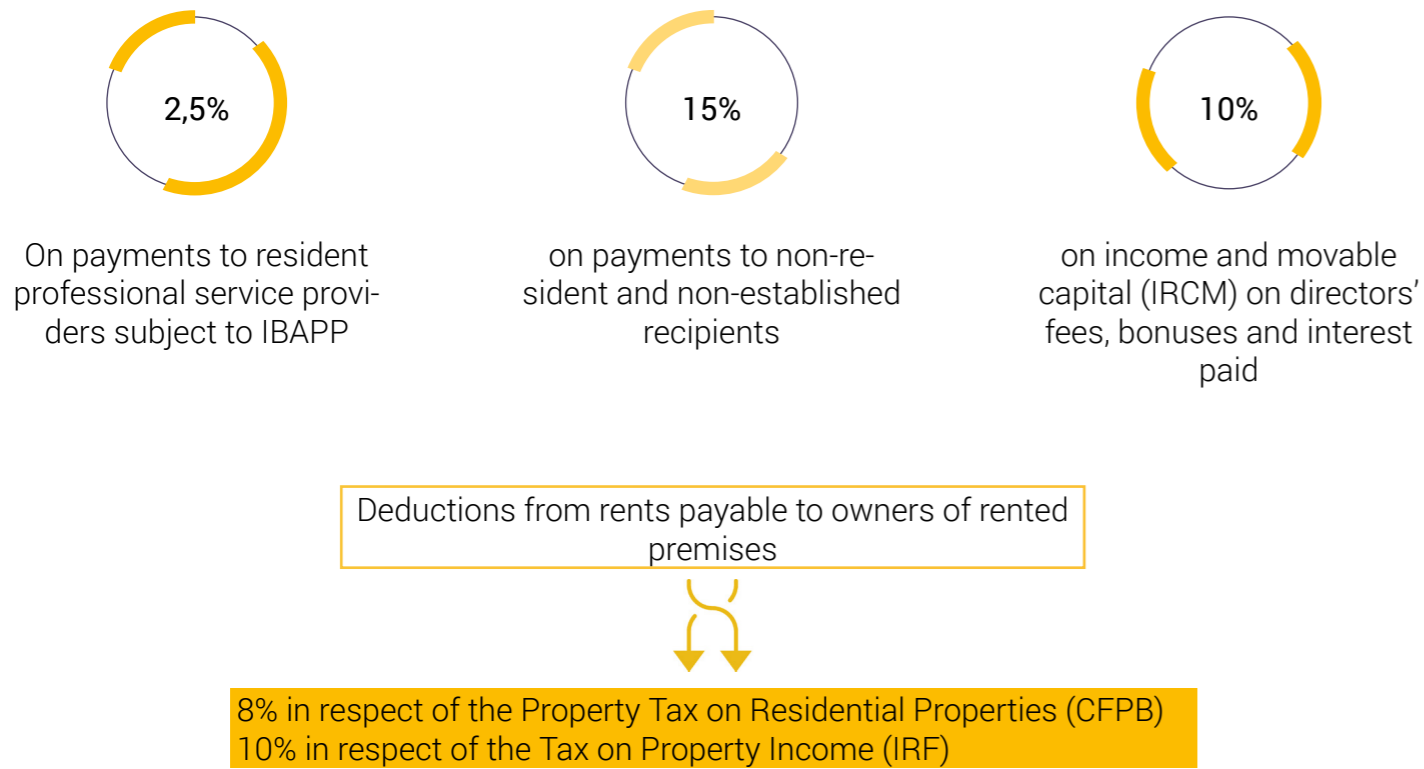 2,5%
On payments to resident
professional service provi-
ders subject to IBAPP
15%
on payments to non-re-
sident and non-established
recipients
10%
on income and movable
capital (IRCM) on directors’
fees, bonuses and interest
paid
Deductions from rents payable to owners of rented
premises
8% in respect of the Property Tax on Residential Properties (CFPB)
10% in respect of the Tax on Property Income (IRF)